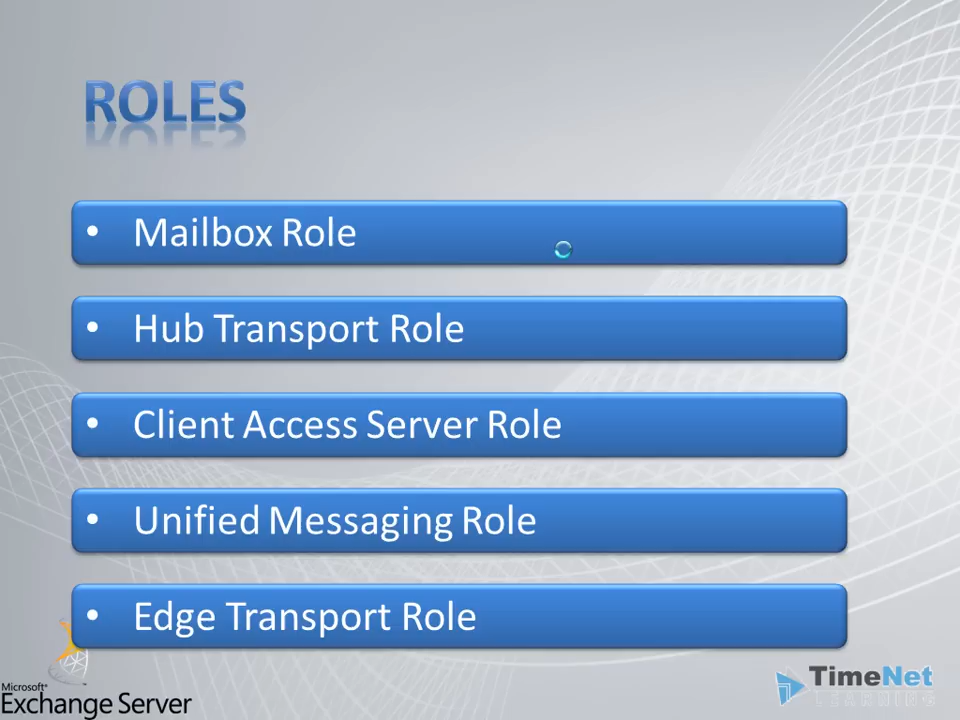 ROLES
• Mailbox Role
• Hub Transport Role
• Client Access Server Role
• Unified Messaging Role
• Edge Transport Role
Microsoft®
Exchange Server
TimeNet
LEARNING